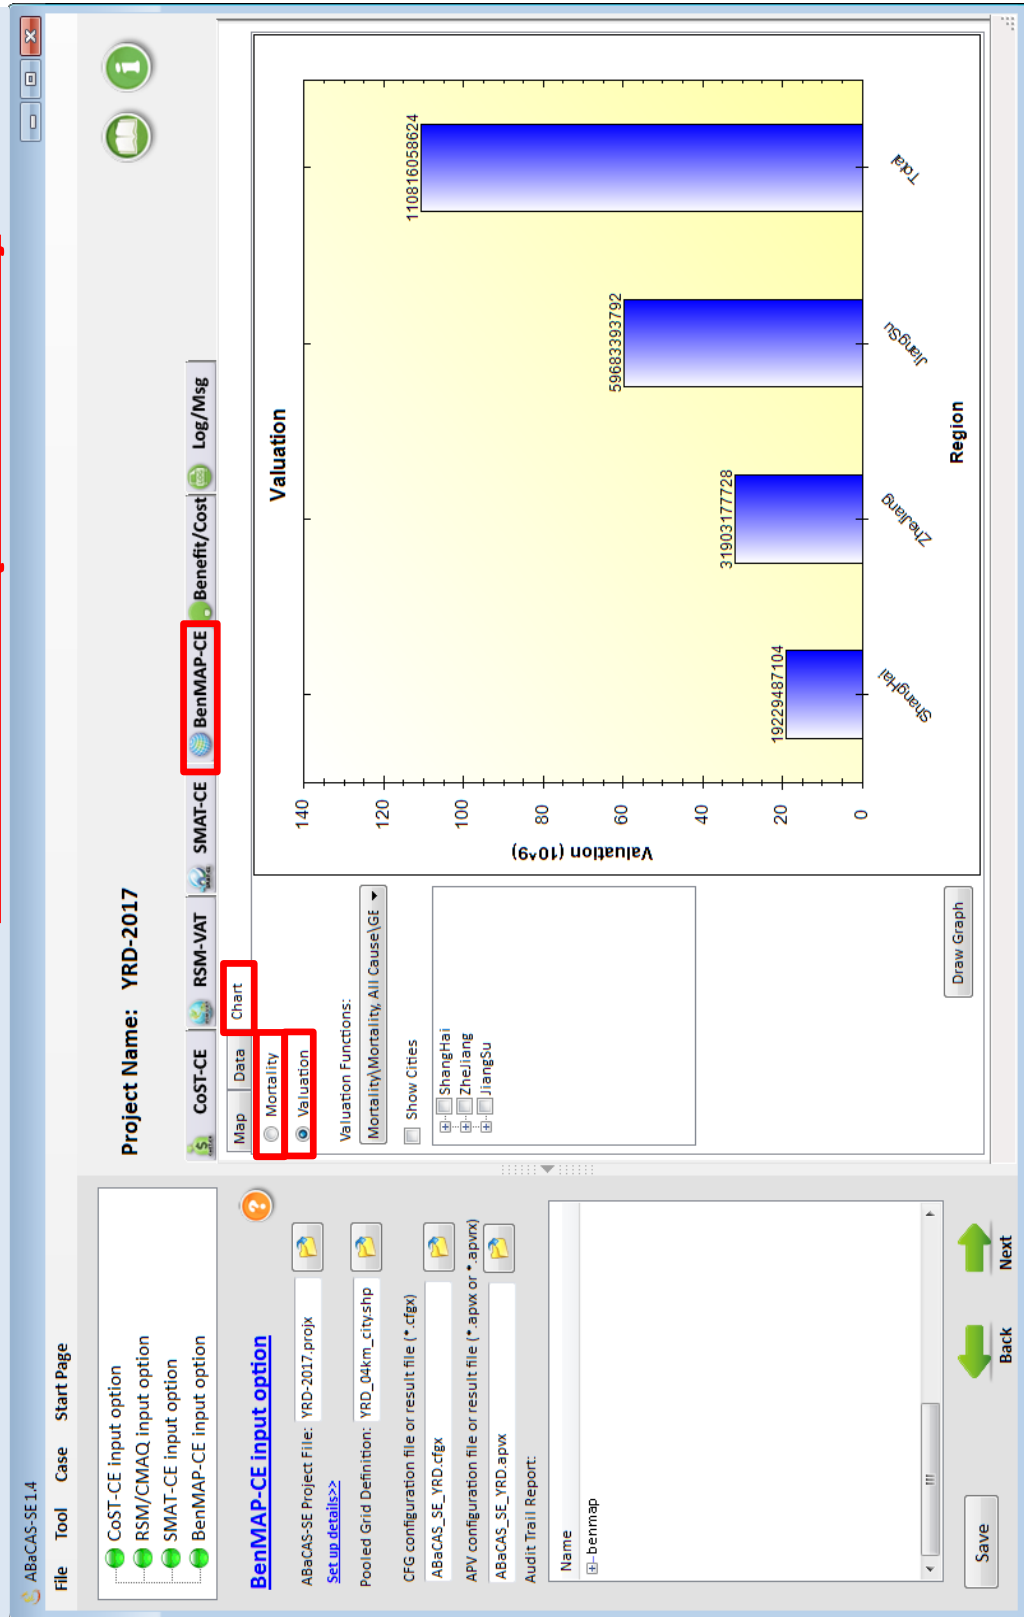 ABaCAS-SE 1.4
File Tool Case Start Page
CoST-CE input option
RSM/CMAQ input option
SMAT-CE input option
BenMAP-CE input option
BenMAP-CE input option
ABaCAS-SE Project File: YRD-2017.projx
Set up details>>
Pooled Grid Definition: YRD_04km_city.shp
CFG configuration file or result file (*.cfgx)
ABaCAS_SE_YRD.cfgx
APV configuration file or result file (*.apvx or *.apvrx)
ABaCAS_SE_YRD.apvx
Audit Trail Report:
Name
benmap
Save
Back
Next
Project Name: YRD-2017
CoST-CE RSM-VAT SMAT-CE BenMAP-CE Benefit/Cost Log/Msg
Map Data Chart
Mortality
Valuation
Valuation Functions:
Mortality\Mortality, All Cause\GE
Show Cities
ShangHai
ZheJiang
JiangSu
Draw Graph
Valuation
Valuation (10^9)
140
120
100
80
60
40
20
0
19229487104
31903177728
59683393792
110816058624
ShangHai
ZheJiang
JiangSu
Total
Region